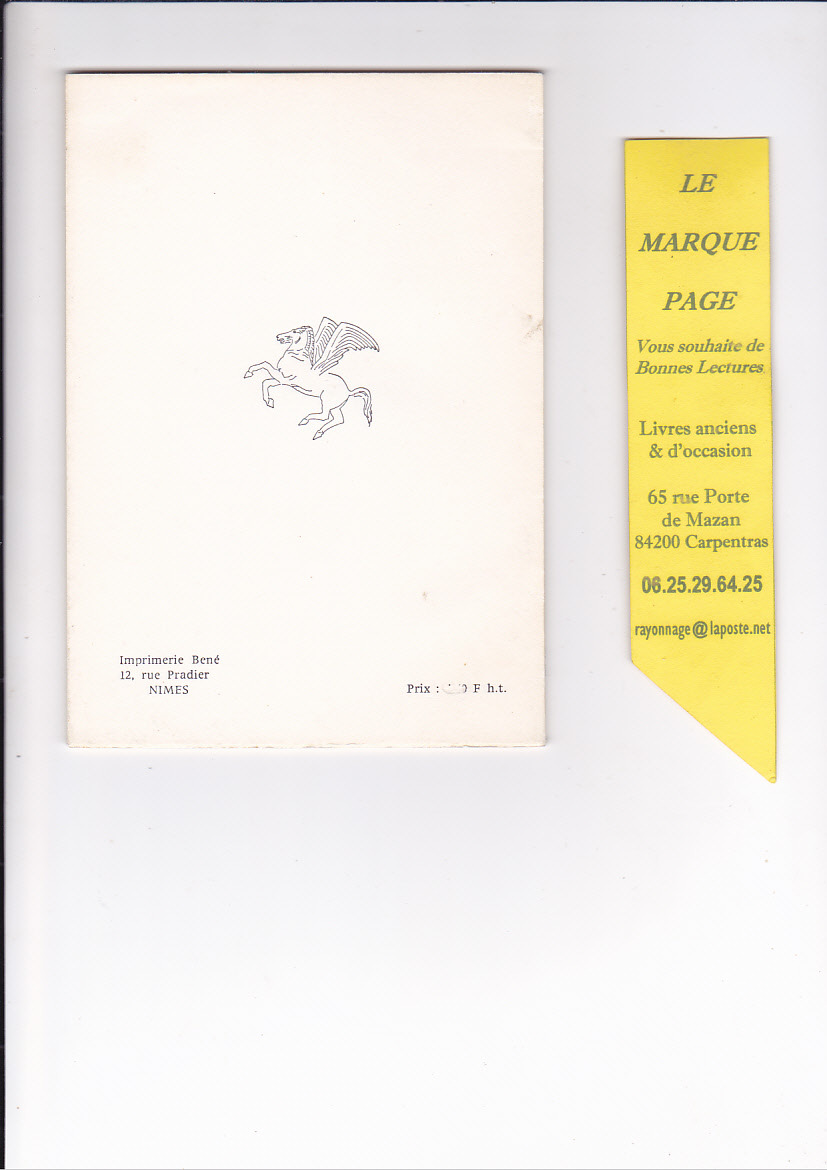 Imprimerie Bené
12, rue Pradier
NIMES
Prix : F h.t.
LE
MARQUE
PAGE
Vous souhaite de
Bonnes Lectures
Livres anciens
& d'occasion
65 rue Porte
de Mazan
84200 Carpentras
06.25.29.64.25
rayonnage@laposte.net